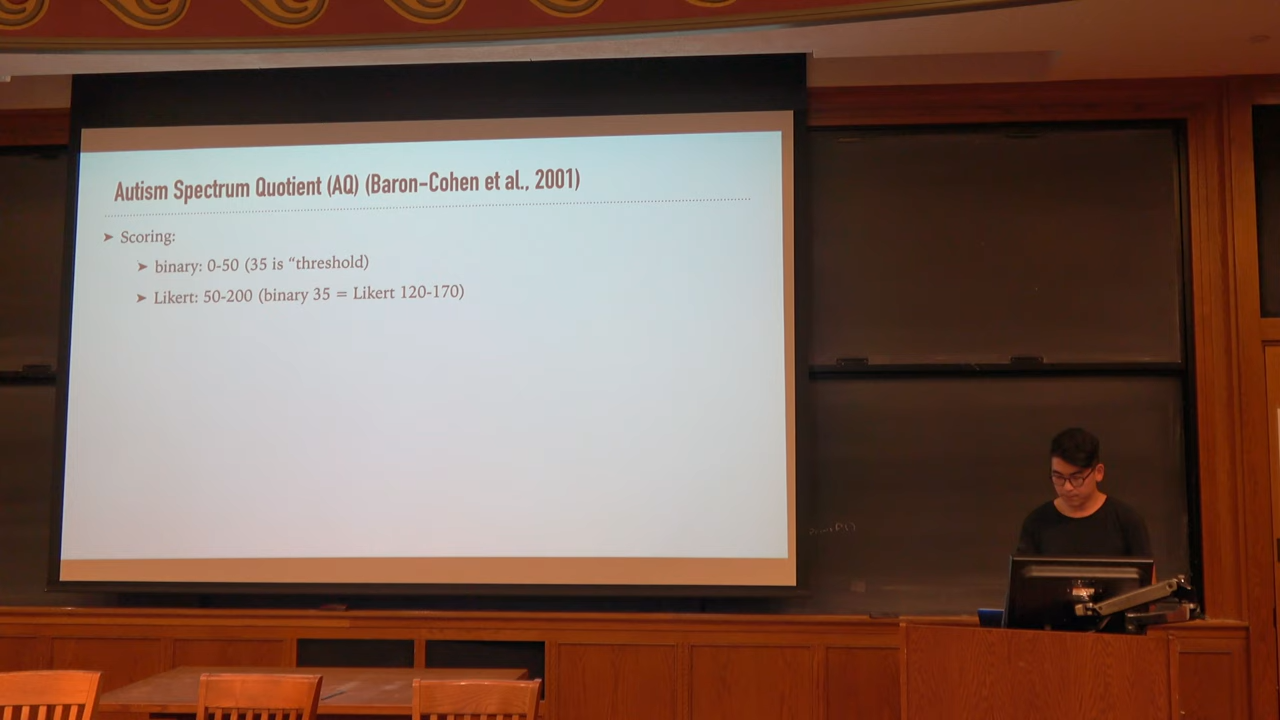 Autism Spectrum Quotient (AQ) (Baron-Cohen et al., 2001)
➤ Scoring:
➤ binary: 0-50 (35 is “threshold)
➤ Likert: 50-200 (binary 35 = Likert 120-170)